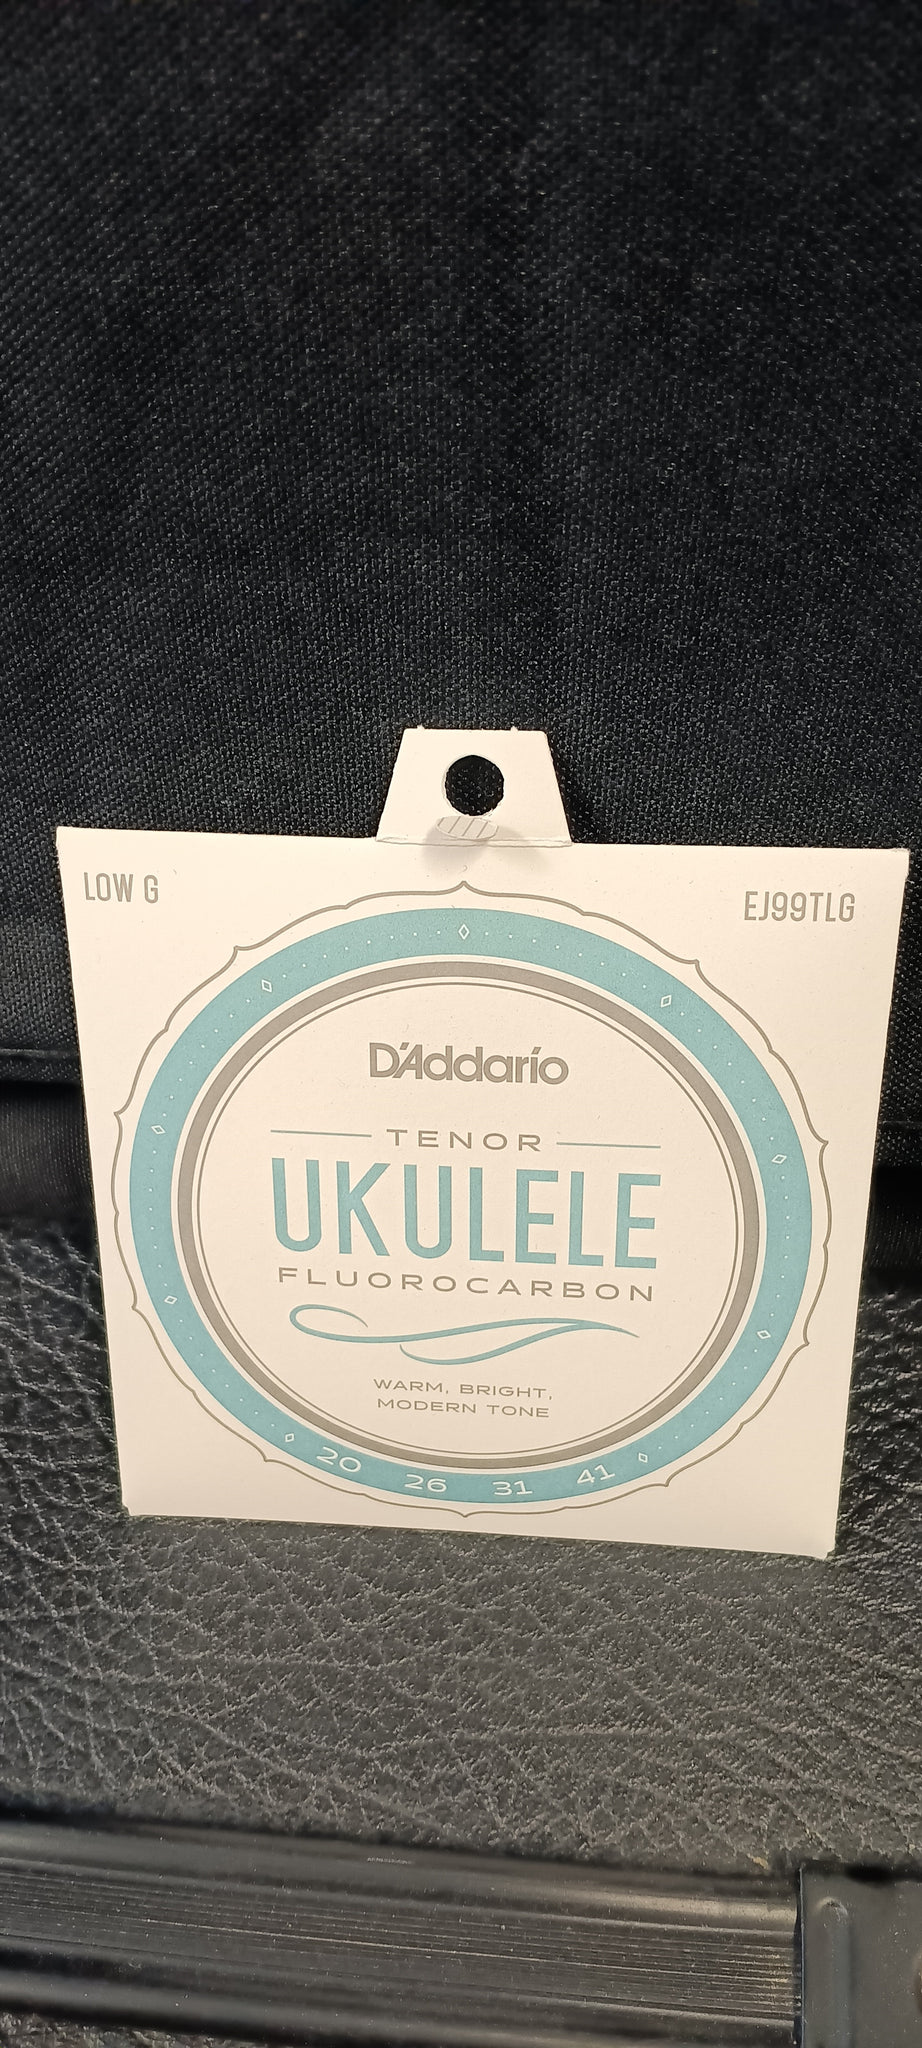 LOW G
EJ99TLG
D'Addario
TENOR
UKULELE
FLUOROCARBON
WARM, BRIGHT,
MODERN TONE
20 26 31 41